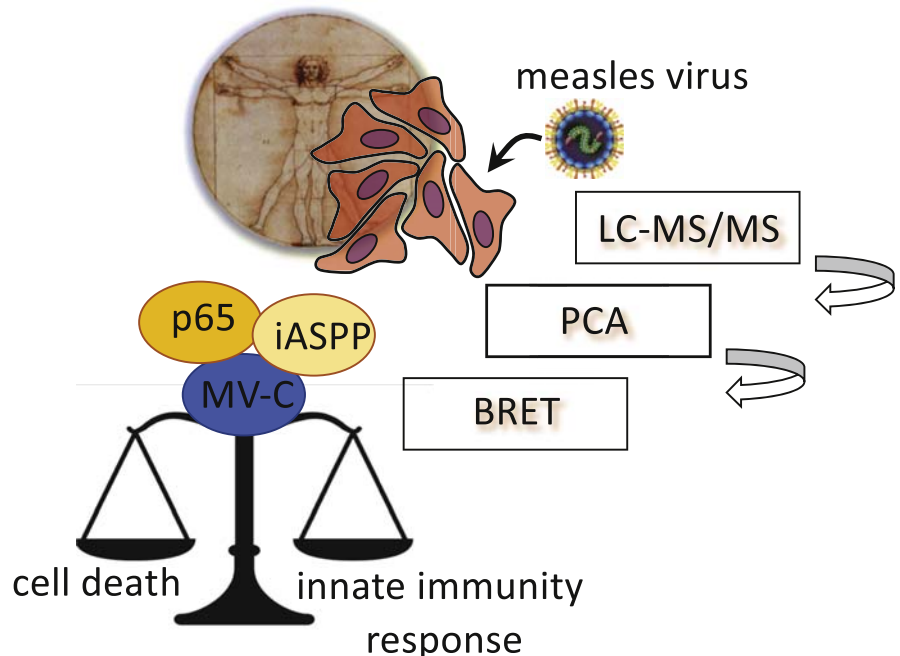 measles virus
LC-MS/MS
PCA
BRET
p65
iASPP
MV-C
cell death
innate immunity
response